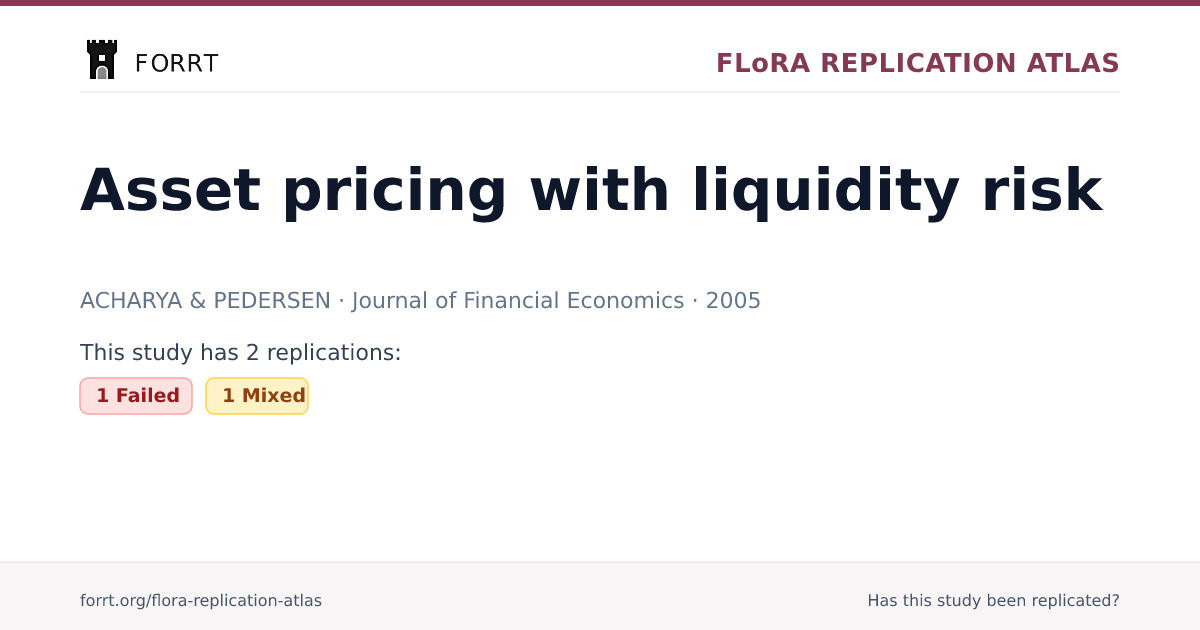 FORRT
FLoRA REPLICATION ATLAS
Asset pricing with liquidity risk
ACHARYA & PEDERSEN · Journal of Financial Economics · 2005
This study has 2 replications:
1 Failed
1 Mixed
forrt.org/flora-replication-atlas
Has this study been replicated?